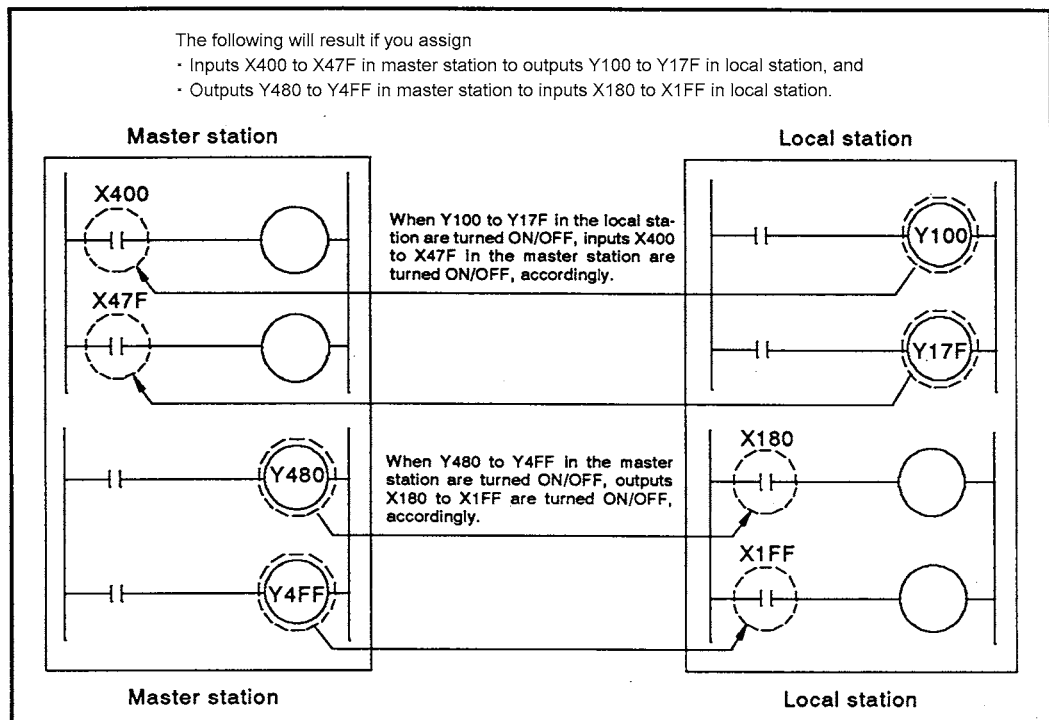 The following will result if you assign
· Inputs X400 to X47F in master station to outputs Y100 to Y17F in local station, and
· Outputs Y480 to Y4FF in master station to inputs X180 to X1FF in local station.
Master station
Local station
X400
When Y100 to Y17F in the local sta-
tion are turned ON/OFF, inputs X400
to X47F in the master station are
turned ON/OFF, accordingly.
Y100
X47F
Y17F
Y480
When Y480 to Y4FF in the master
station are turned ON/OFF, outputs
X180 to X1FF are turned ON/OFF,
accordingly.
X180
Y4FF
X1FF
Master station
Local station